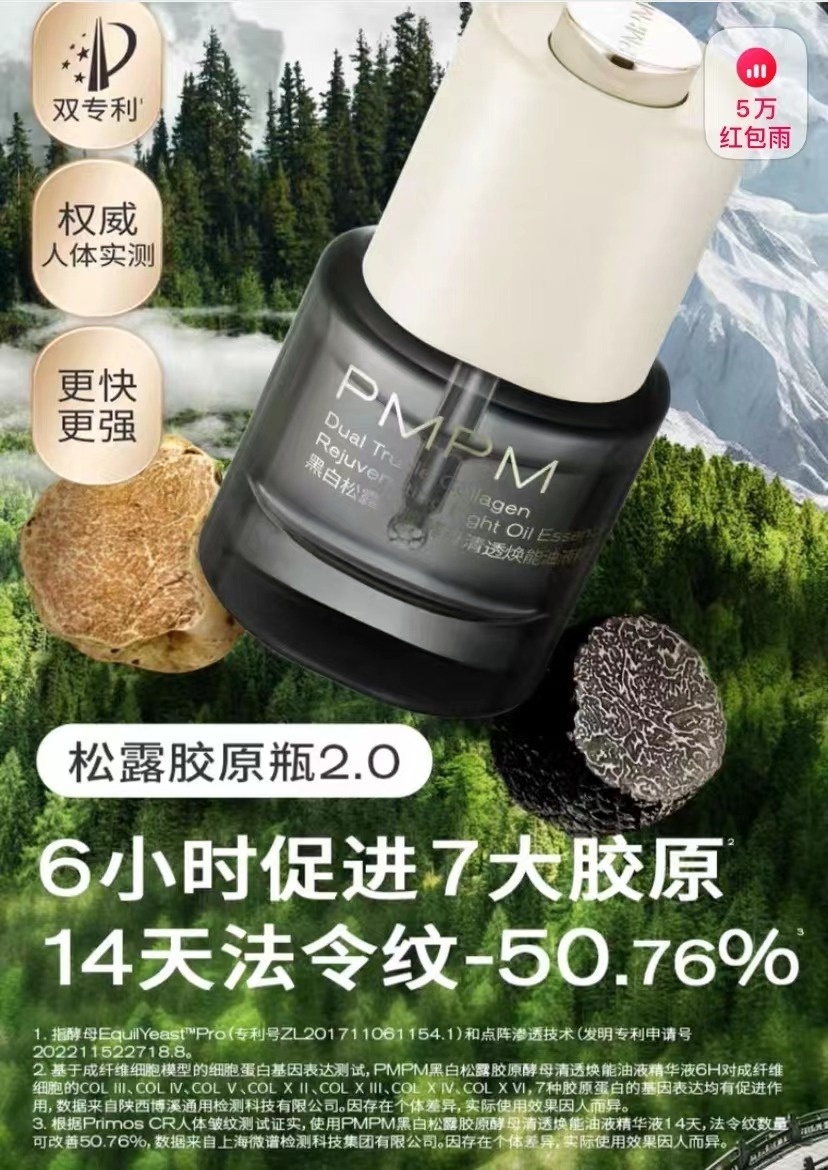 双专利¹
权威
人体实测
更快
更强
5万
红包雨
PMPM
Dual Collagen
Oil
黑白松露
清透焕能油液
松露胶原瓶2.0
6小时促进7大胶原²
14天法令纹-50.76%³
1. 指酵母EquilYeast™Pro(专利号ZL201711061154.1)和点阵渗透技术(发明专利申请号
202211522718.8。
2. 基于成纤维细胞模型的细胞蛋白基因表达测试, PMPM黑白松露胶原酵母清透焕能油液精华液6H对成纤维
细胞的COL III、COL IV、COL V、COL X II、COL X III、COL X IV、COL X VI, 7种胶原蛋白的基因表达均有促进作
用, 数据来自陕西博溪通用检测科技有限公司。因存在个体差异, 实际使用效果因人而异。
3. 根据Primos CR人体皱纹测试证实, 使用PMPM黑白松露胶原酵母清透焕能油液精华液14天, 法令纹数量
可改善50.76%, 数据来自上海微谱检测科技集团有限公司。因存在个体差异, 实际使用效果因人而异。